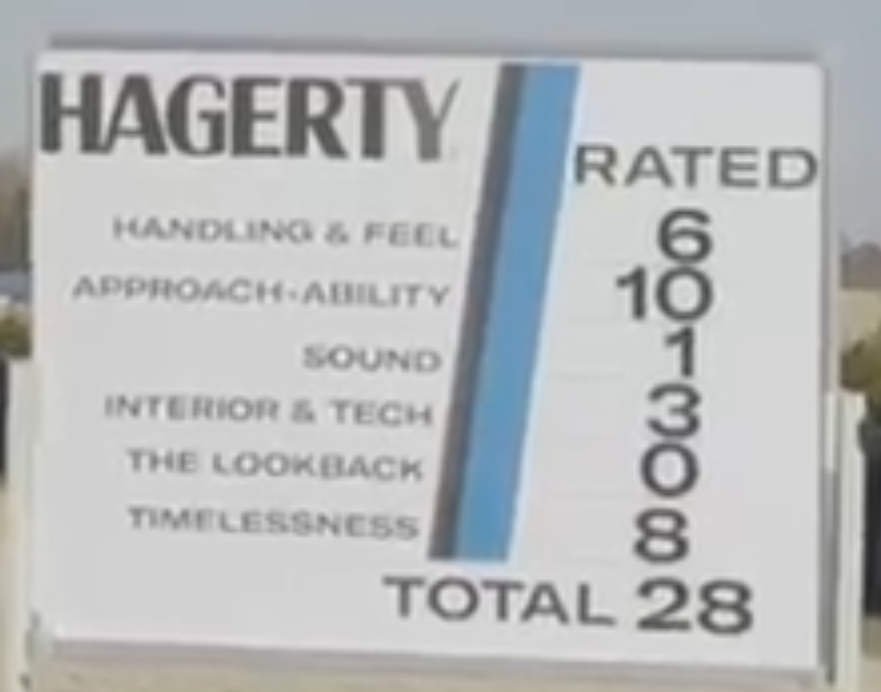 HAGERTY
RATED
HANDLING & FEEL 6
APPROACH-ABILITY 10
SOUND 1
INTERIOR & TECH 3
THE LOOKBACK 0
TIMELESSNESS 8
TOTAL 28